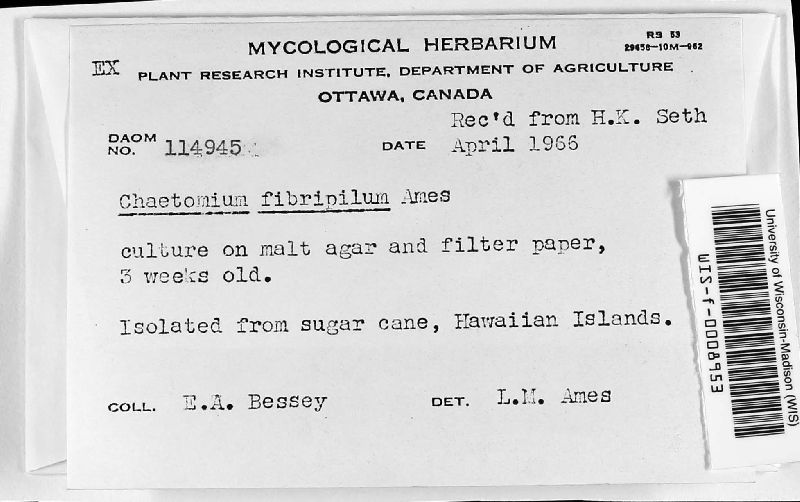 MYCOLOGICAL HERBARIUM
RS 53
29456—10M—962
EX PLANT RESEARCH INSTITUTE, DEPARTMENT OF AGRICULTURE
OTTAWA, CANADA
Rec'd from H.K. Seth
DAOM NO. 114945 DATE April 1966
Chaetomium fibripilum Ames
culture on malt agar and filter paper,
3 weeks old.
Isolated from sugar cane, Hawaiian Islands.
COLL. E.A. Bessey DET. L.M. Ames
University of Wisconsin-Madison (WIS)
WIS-f-0008953